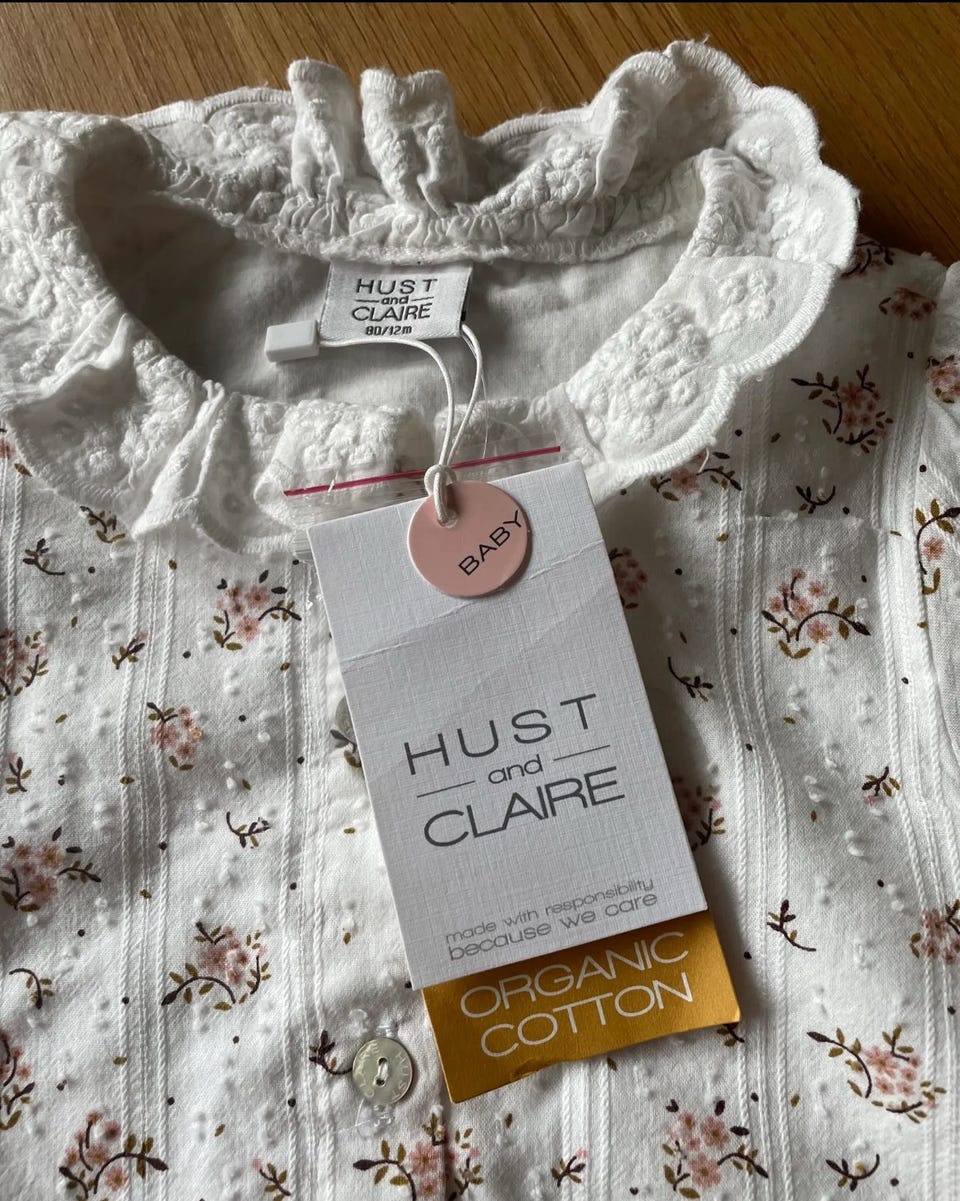 HUST
and
CLAIRE
80/12m
BABY
HUST
and
CLAIRE
made with responsibility
because we care
ORGANIC
COTTON